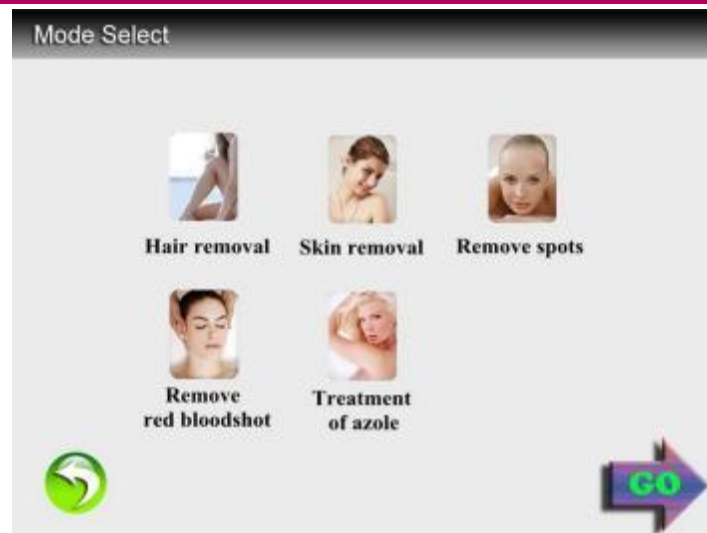 Mode Select
Hair removal
Skin removal
Remove spots
Remove
red bloodshot
Treatment
of azole
GO